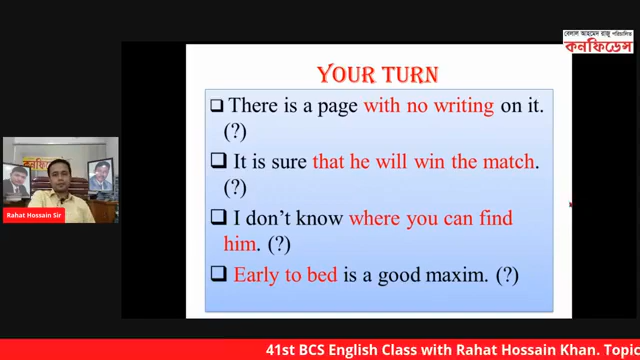 বেলাল আহমেদ রাজু পরিচালিত
কনফিডেন্স
YOUR TURN
❑ There is a page with no writing on it.
(?)
❑ It is sure that he will win the match.
(?)
❑ I don't know where you can find
him. (?)
❑ Early to bed is a good maxim. (?)
Rahat Hossain Sir
41st BCS English Class with Rahat Hossain Khan. Topic